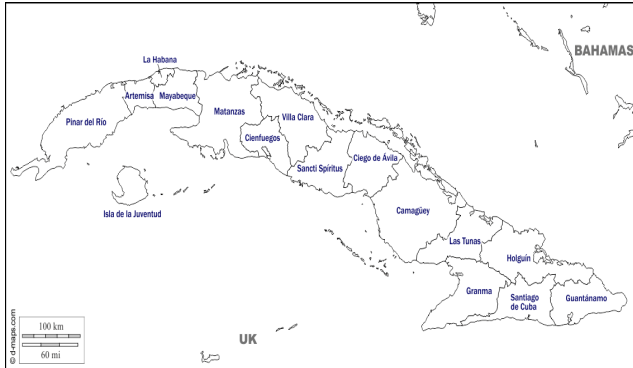 BAHAMAS
La Habana
Artemisa
Mayabeque
Pinar del Río
Matanzas
Villa Clara
Cienfuegos
Ciego de Ávila
Sancti Spíritus
Isla de la Juventud
Camagüey
Las Tunas
Holguín
Granma
Santiago
de Cuba
Guantánamo
UK
100 km
60 mi
© d-maps.com